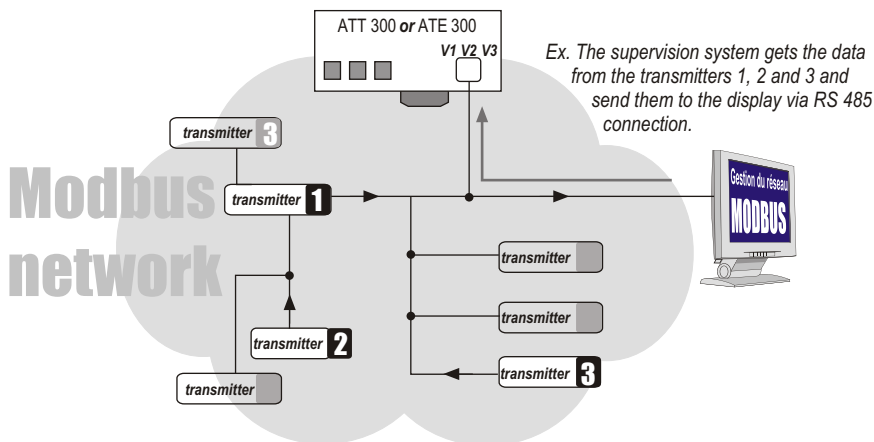 ATT 300 or ATE 300
V1 V2 V3
Ex. The supervision system gets the data
from the transmitters 1, 2 and 3 and
send them to the display via RS 485
connection.
transmitter 3
Modbus
network
transmitter 1
Gestion du réseau
MODBUS
transmitter
transmitter
transmitter 2
transmitter 3
transmitter